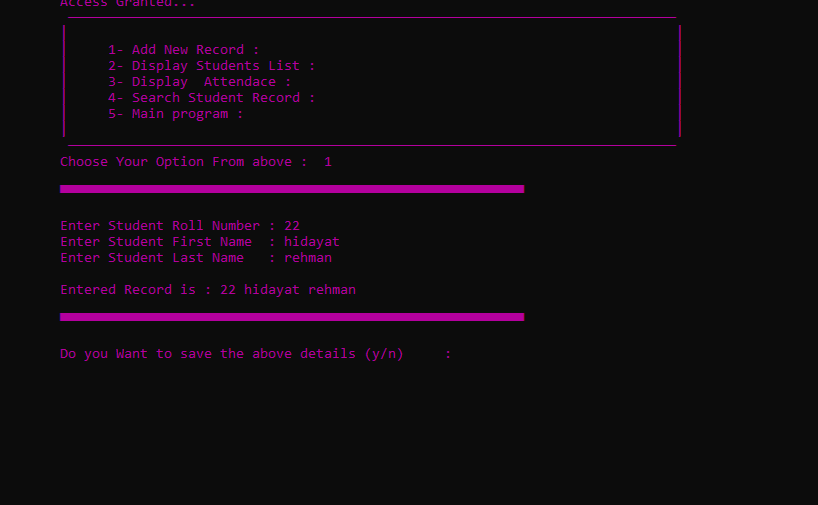 Access Granted...
1- Add New Record :
2- Display Students List :
3- Display  Attendace :
4- Search Student Record :
5- Main program :
Choose Your Option From above :  1
Enter Student Roll Number : 22
Enter Student First Name  : hidayat
Enter Student Last Name   : rehman
Entered Record is : 22 hidayat rehman
Do you Want to save the above details (y/n)     :